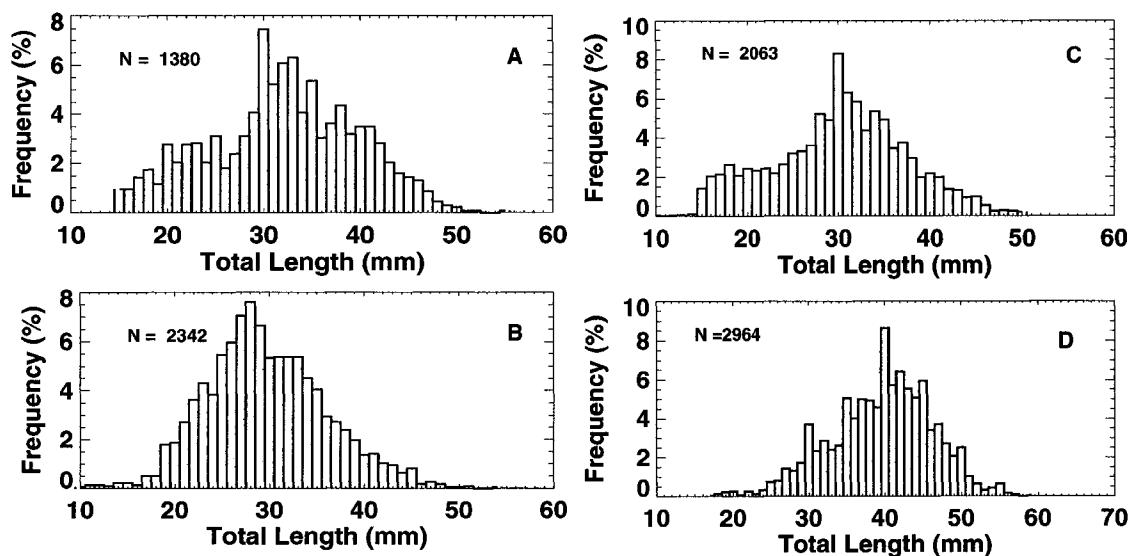 8
6
4
2
0
Frequency (%)
N = 1380
A
10 20 30 40 50 60
Total Length (mm)
10
8
6
4
2
0
Frequency (%)
N = 2063
C
10 20 30 40 50 60
Total Length (mm)
8
6
4
2
0
Frequency (%)
N = 2342
B
10 20 30 40 50 60
Total Length (mm)
10
8
6
4
2
0
Frequency (%)
N =2964
D
10 20 30 40 50 60 70
Total Length (mm)